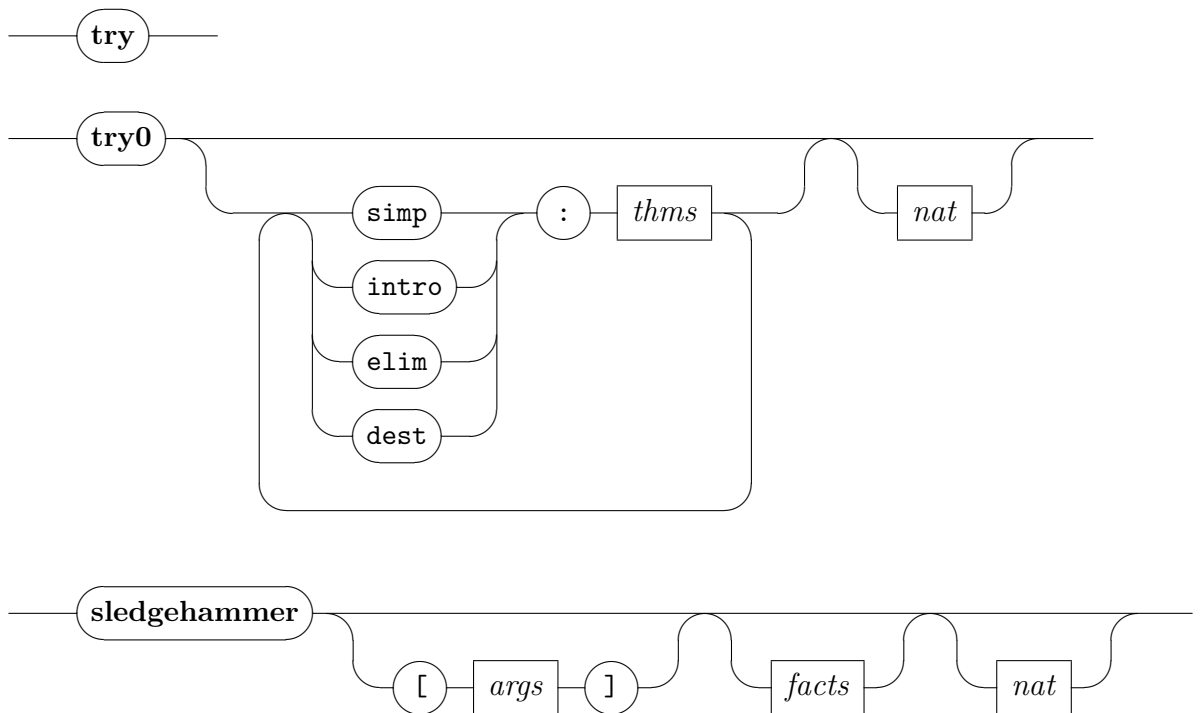 try
try0
simp : thms nat
intro
elim
dest
sledgehammer
[ args ] facts nat